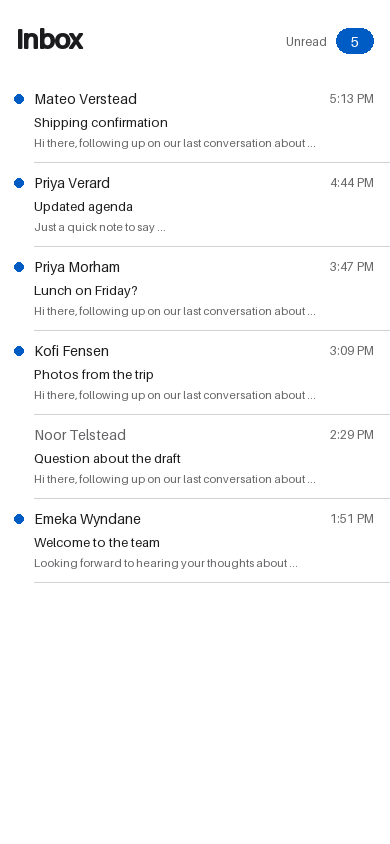 Inbox
Unread 5
Mateo Verstead 5:13 PM
Shipping confirmation
Hi there, following up on our last conversation about ...
Priya Verard 4:44 PM
Updated agenda
Just a quick note to say ...
Priya Morham 3:47 PM
Lunch on Friday?
Hi there, following up on our last conversation about ...
Kofi Fensen 3:09 PM
Photos from the trip
Hi there, following up on our last conversation about ...
Noor Telstead 2:29 PM
Question about the draft
Hi there, following up on our last conversation about ...
Emeka Wyndane 1:51 PM
Welcome to the team
Looking forward to hearing your thoughts about ...